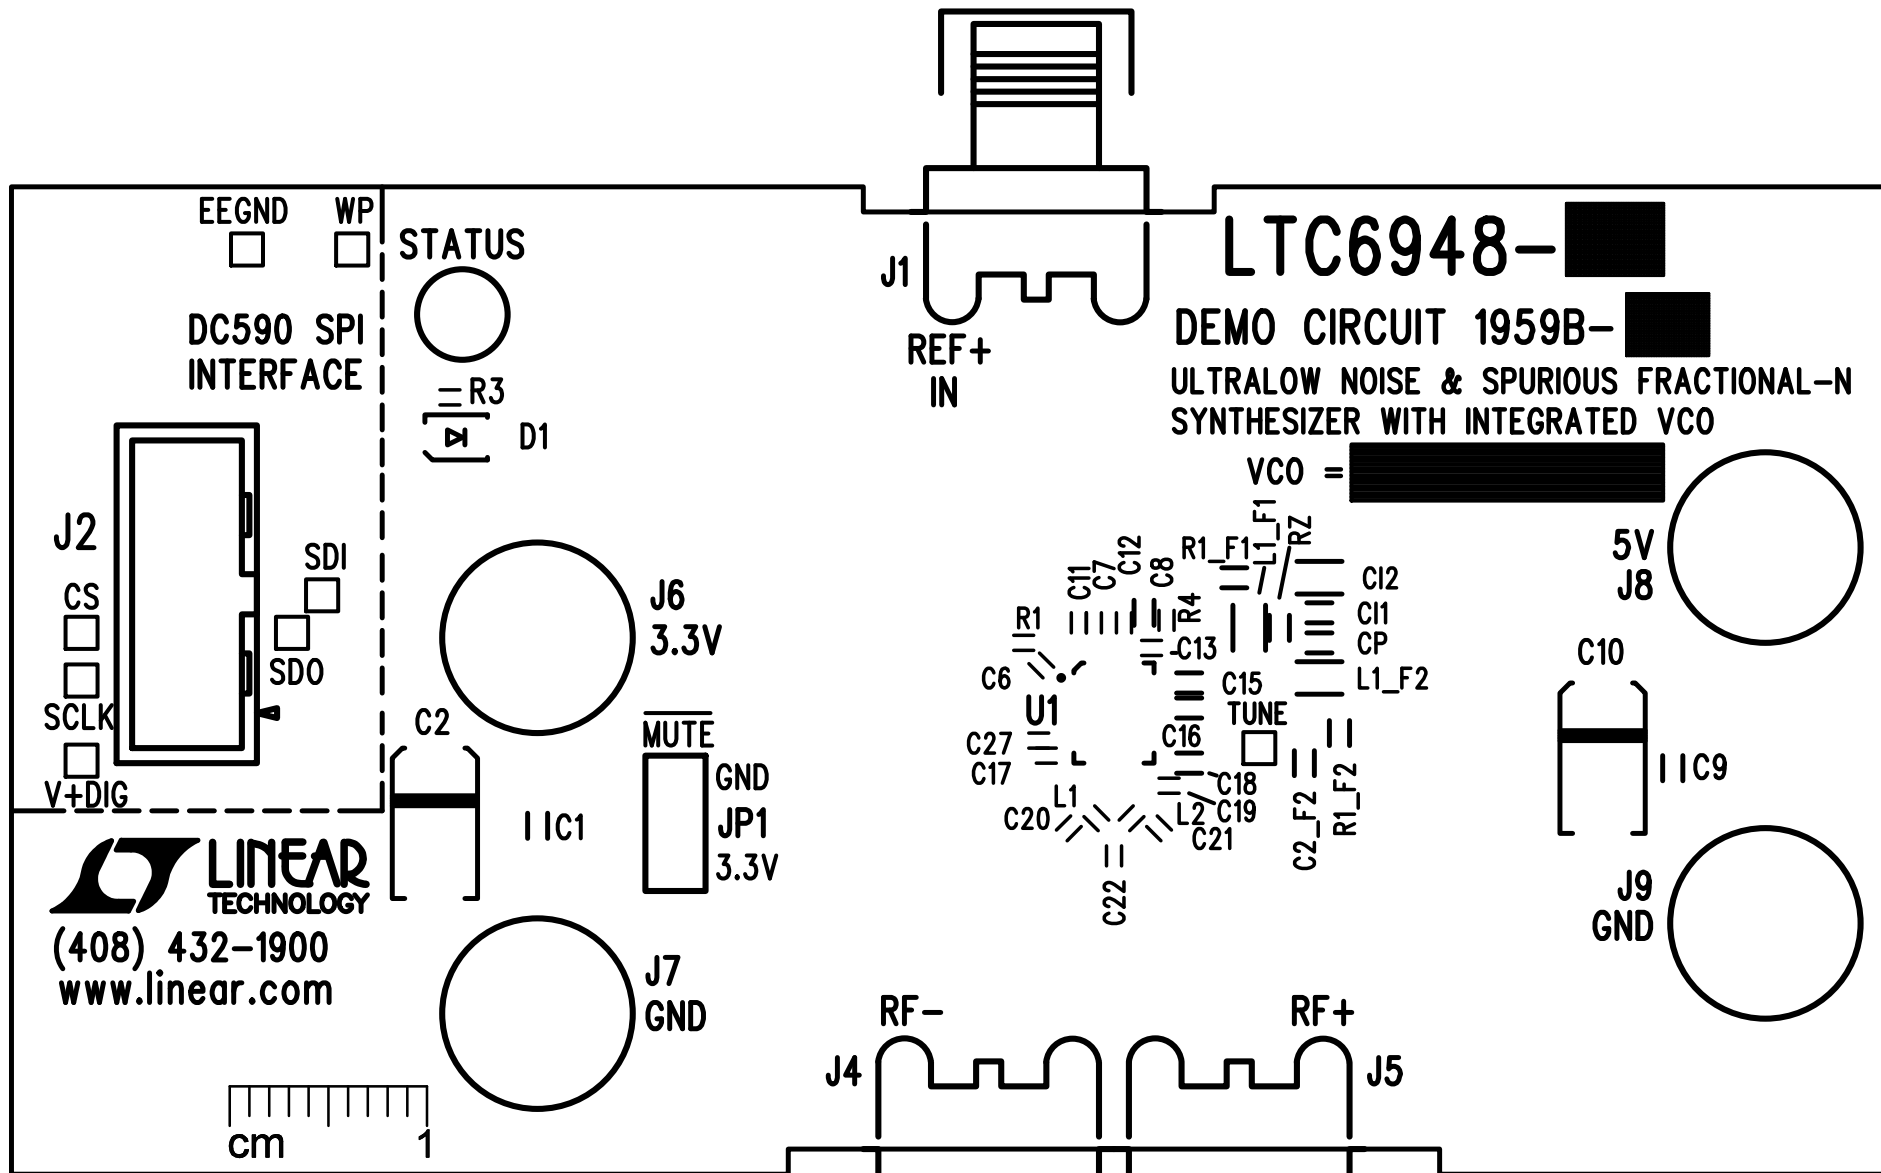 EEGND
WP
STATUS
DC590 SPI
INTERFACE
R3
D1
J2
SDI
CS
SDO
SCLK
V+DIG
C2
C1
LINEAR
TECHNOLOGY
(408) 432-1900
www.linear.com
cm 1
J6
3.3V
MUTE
GND
JP1
3.3V
J7
GND
J1
REF+
IN
LTC6948-
DEMO CIRCUIT 1959B-
ULTRALOW NOISE & SPURIOUS FRACTIONAL-N
SYNTHESIZER WITH INTEGRATED VCO
VCO =
5V
J8
C11
C7
C12
C8
R1_F1
L1_F1
RZ
CI2
CI1
CP
L1_F2
R4
R1
C13
C6
C15
U1
TUNE
C27
C16
C17
C18
L1
C19
C20
L2
C21
C22
C2_F2
R1_F2
C10
C9
J9
GND
RF-
RF+
J4
J5